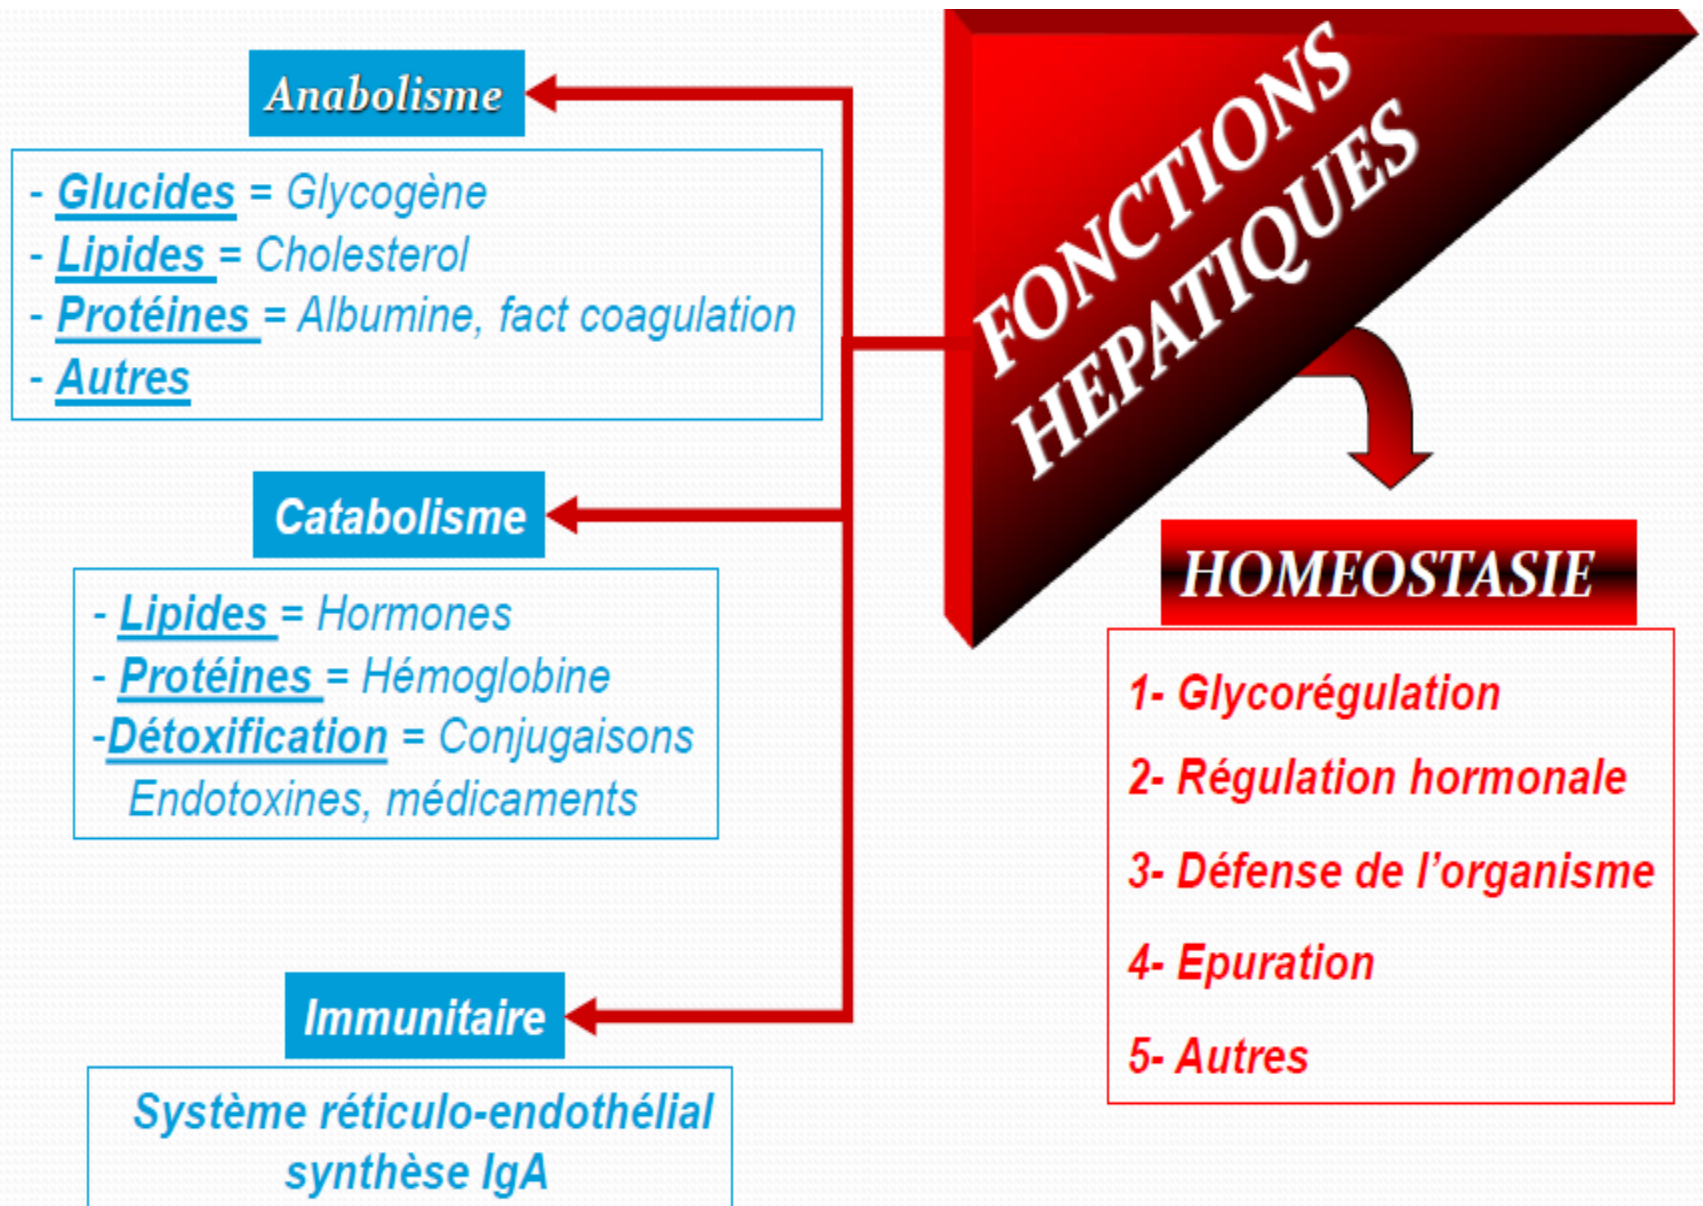 FONCTIONS
HEPATIQUES
Anabolisme
- Glucides = Glycogène
- Lipides = Cholesterol
- Protéines = Albumine, fact coagulation
- Autres
Catabolisme
- Lipides = Hormones
- Protéines = Hémoglobine
-Détoxification = Conjugaisons
Endotoxines, médicaments
Immunitaire
Système réticulo-endothélial
synthèse IgA
HOMEOSTASIE
1- Glycorégulation
2- Régulation hormonale
3- Défense de l’organisme
4- Epuration
5- Autres